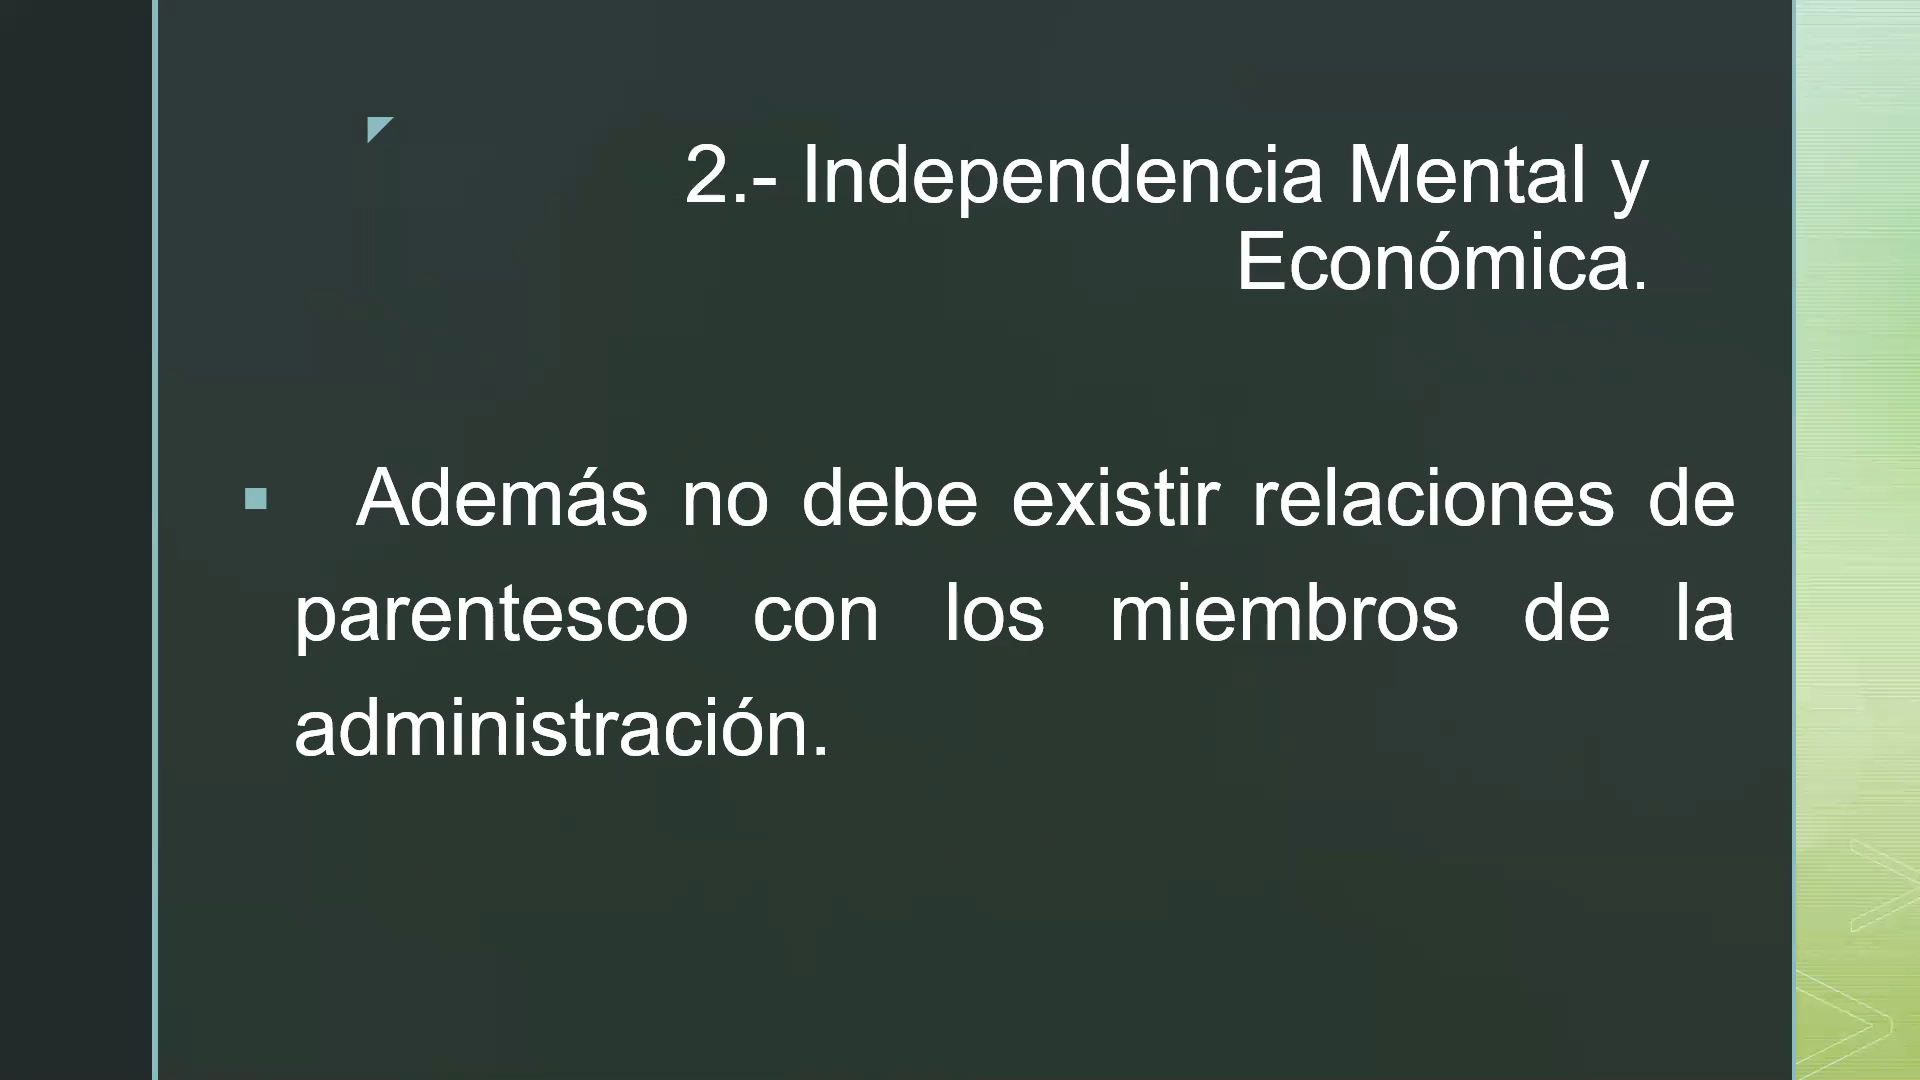 2.- Independencia Mental y
Económica.
▪ Además no debe existir relaciones de
parentesco con los miembros de la
administración.